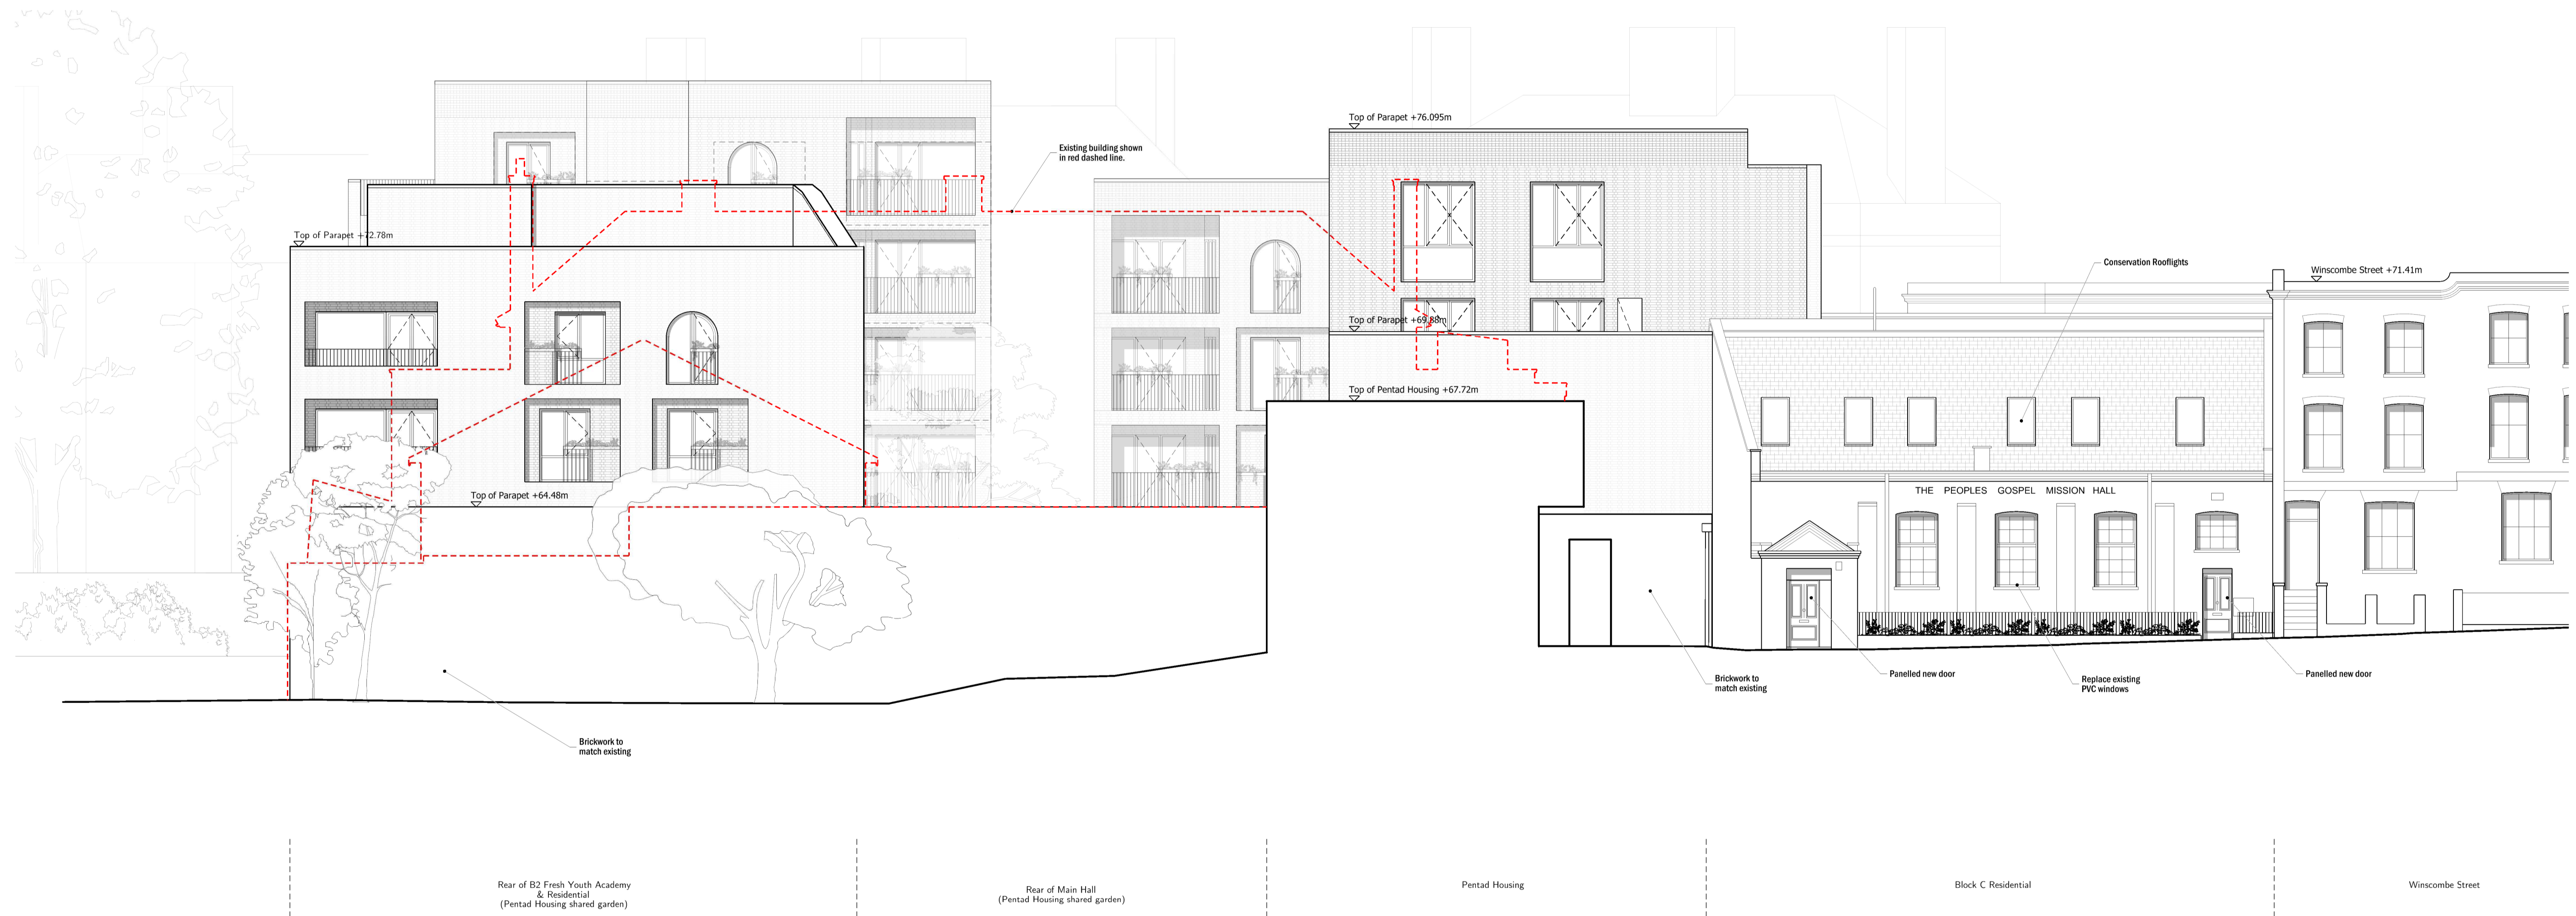 Top of Parapet +76.095m
Existing building shown
in red dashed line.
Top of Parapet +72.78m
Conservation Rooflights
Winscombe Street +71.41m
Top of Parapet +69.88m
Top of Pentad Housing +67.72m
Top of Parapet +64.48m
THE PEOPLES GOSPEL MISSION HALL
Brickwork to
match existing
Panelled new door
Replace existing
PVC windows
Panelled new door
Brickwork to
match existing
Rear of B2 Fresh Youth Academy
& Residential
(Pentad Housing shared garden)
Rear of Main Hall
(Pentad Housing shared garden)
Pentad Housing
Block C Residential
Winscombe Street